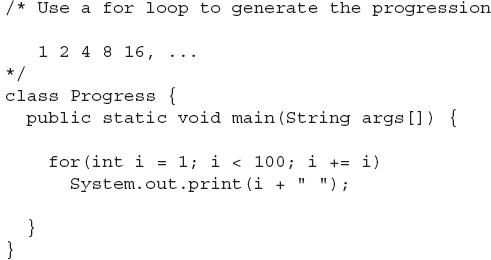 /* Use a for loop to generate the progression
1 2 4 8 16, ...
*/
class Progress {
public static void main(String args[]) {
for(int i = 1; i < 100; i += i)
System.out.print(i + " ");
}
}